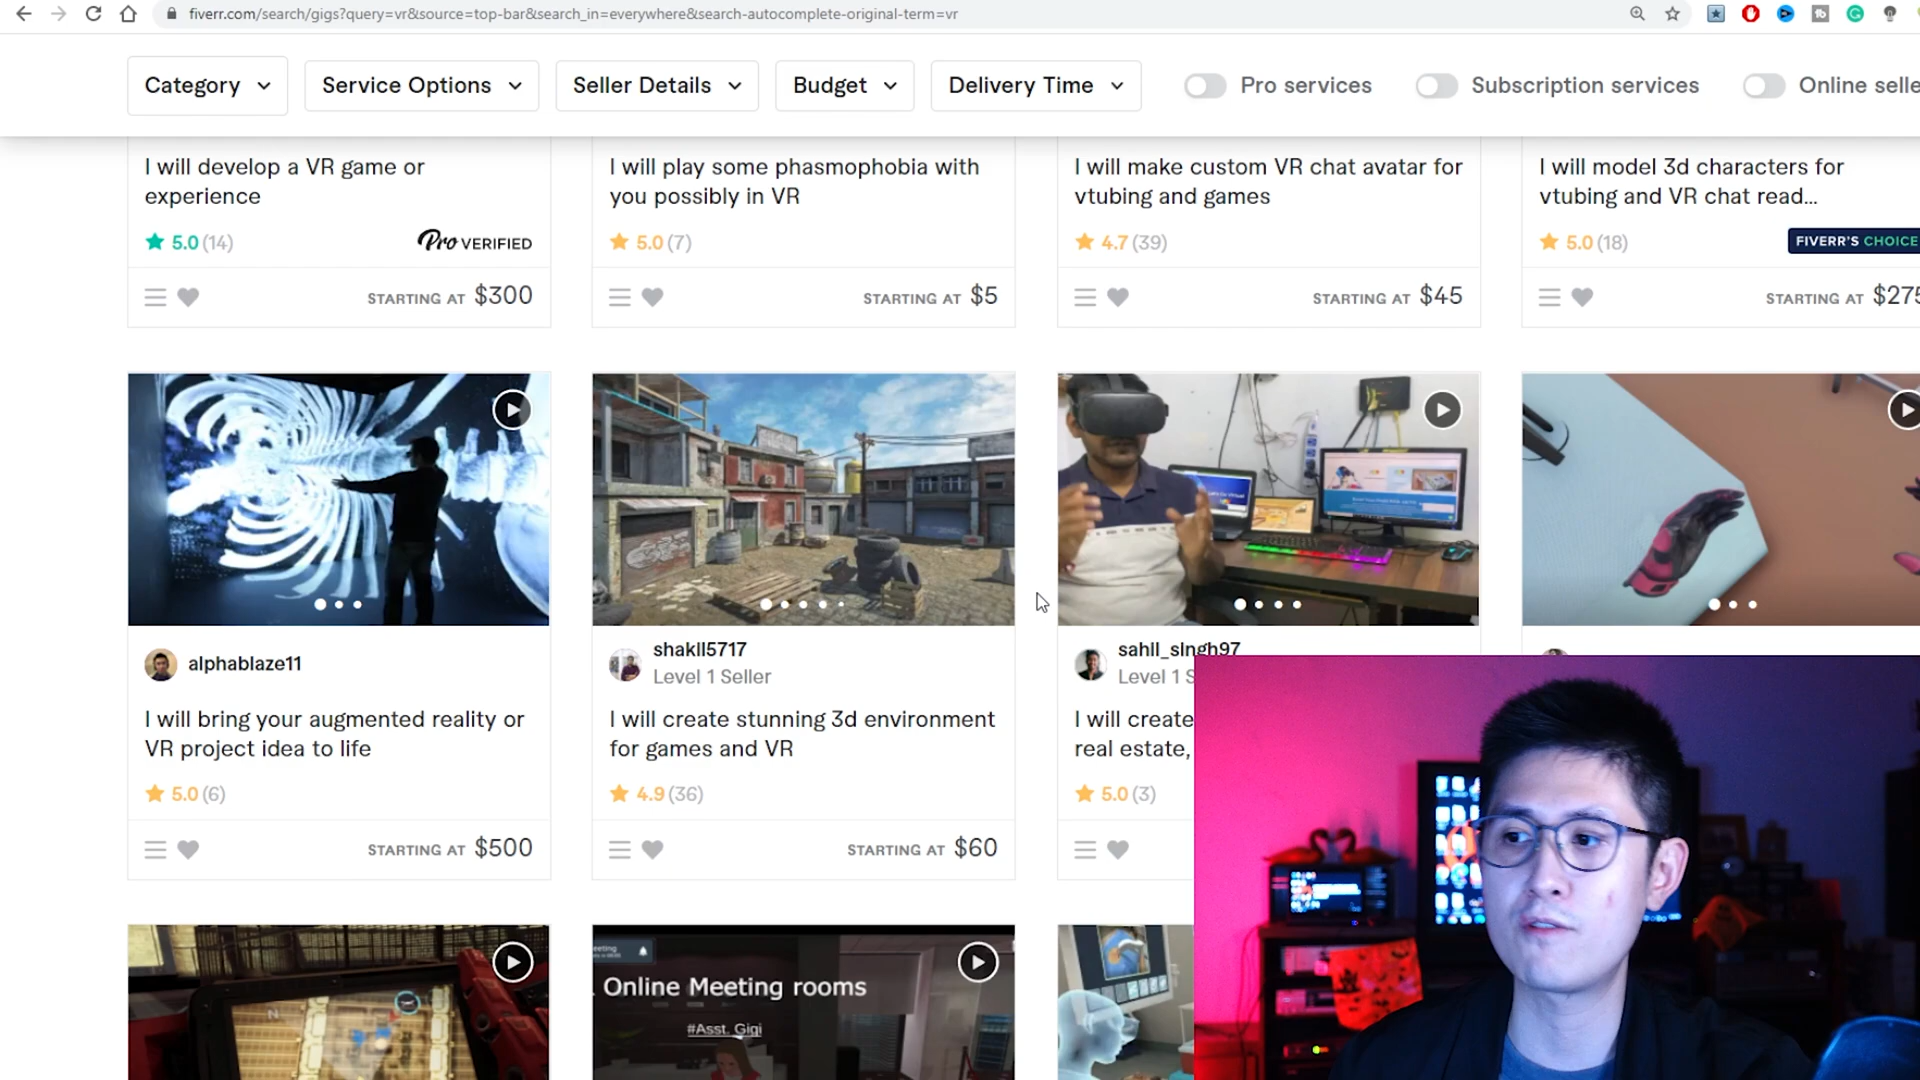 fiverr.com/search/gigs?query=vr&source=top-bar&search_in=everywhere&search-autocomplete-original-term=vr
Category
Service Options
Seller Details
Budget
Delivery Time
Pro services
Subscription services
Online selle
I will develop a VR game or
experience
5.0 (14)
Pro VERIFIED
STARTING AT $300
I will play some phasmophobia with
you possibly in VR
5.0 (7)
STARTING AT $5
I will make custom VR chat avatar for
vtubing and games
4.7 (39)
STARTING AT $45
I will model 3d characters for
vtubing and VR chat read...
5.0 (18)
FIVERR'S CHOICE
STARTING AT $275
alphablaze11
I will bring your augmented reality or
VR project idea to life
5.0 (6)
STARTING AT $500
shakil5717
Level 1 Seller
I will create stunning 3d environment
for games and VR
4.9 (36)
STARTING AT $60
sahil_singh97
Level 1 S
I will create
real estate,
5.0 (3)
eeting
Online Meeting rooms
#Asst. Gigi